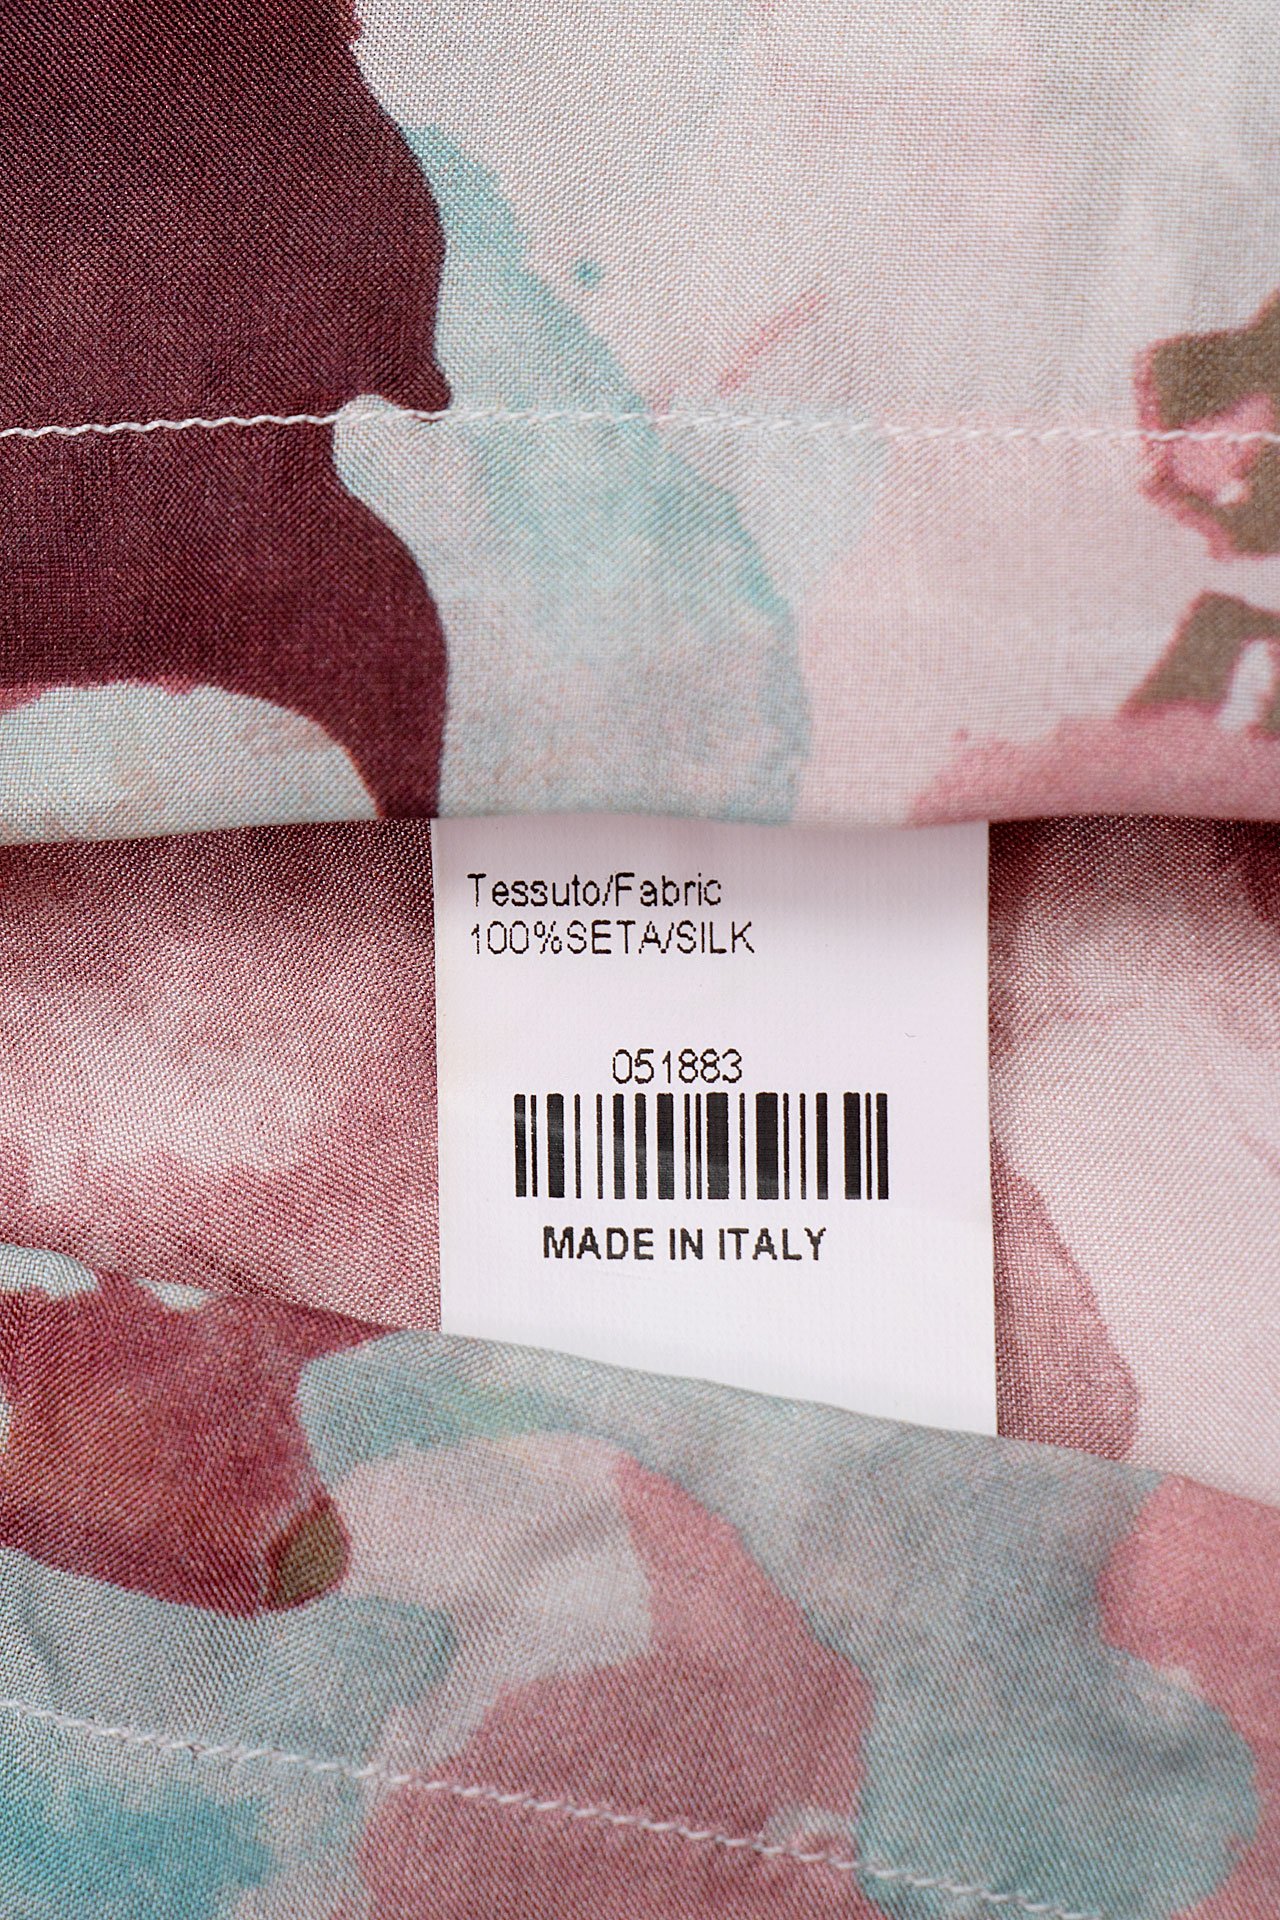 Tessuto/Fabric
100%SETA/SILK
051883
MADE IN ITALY